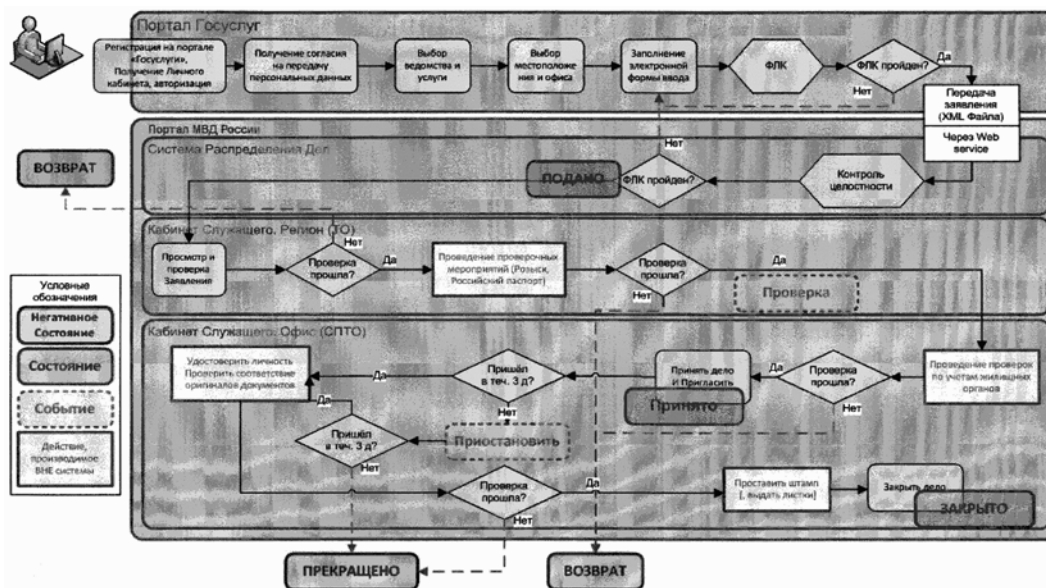 Портал Госуслуг
Регистрация на портале
«Госуслуги»,
Получение Личного
кабинета, авторизация
Получение согласия
на передачу
персональных данных
Выбор
ведомства и
услуги
Выбор
местоположе
ния и офиса
Заполнение
электронной
формы ввода
ФЛК
ФЛК пройден?
Да
Нет
Передача
заявления
(XML Файла)
Через Web
service
Портал МВД России
Система Распределения Дел
Нет
ВОЗВРАТ
ПОДАНО
ФЛК пройден?
Контроль
целостности
Кабинет Служащего. Регион (ТО)
Просмотр и
проверка
Заявления
Нет
Проверка
прошла?
Да
Проведение проверочных
мероприятий (Розыск,
Российский паспорт)
Проверка
прошла?
Да
Нет
Проверка
Условные
обозначения
Негативное
Состояние
Состояние
Событие
Действие,
производимое
ВНЕ системы
Кабинат Служащего. Офис (СПТО)
Удостоверить личность
Проверить соответствие
оригиналов документов
Да
Пришёл
в теч. 3 д?
Нет
Принять дело
И Пригласить
Принято
Да
Проверка
прошла?
Нет
Проведение проверок
по учетам жилищных
органов
Да
Пришёл
в теч. 3 д?
Нет
Приостановить
Проверка
прошла?
Да
Нет
Проставить штамп
[, выдать листки]
Закрыть дело
ЗАКРЫТО
ПРЕКРАЩЕНО
ВОЗВРАТ